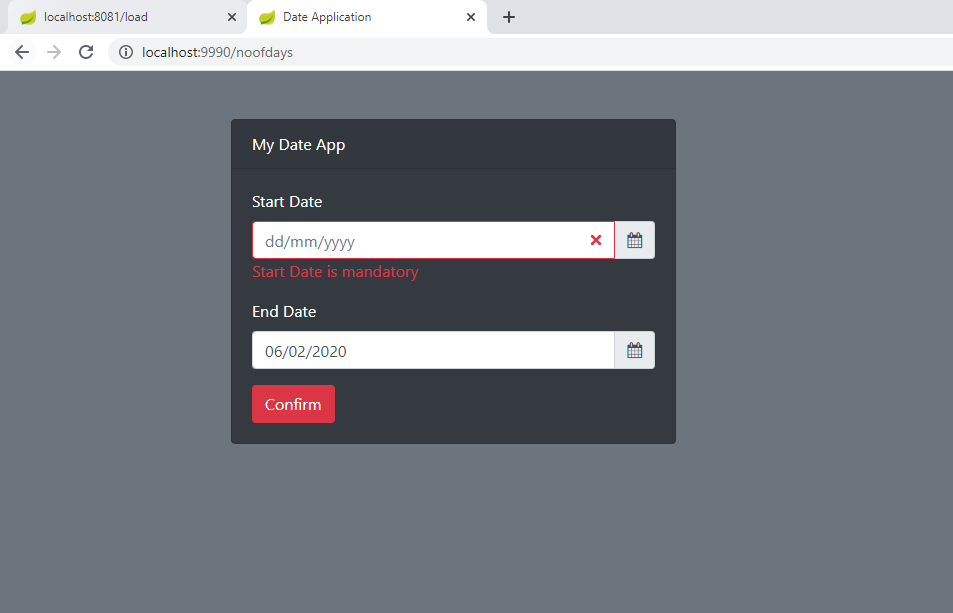 localhost:8081/load
Date Application
localhost:9990/noofdays
My Date App
Start Date
dd/mm/yyyy
Start Date is mandatory
End Date
06/02/2020
Confirm